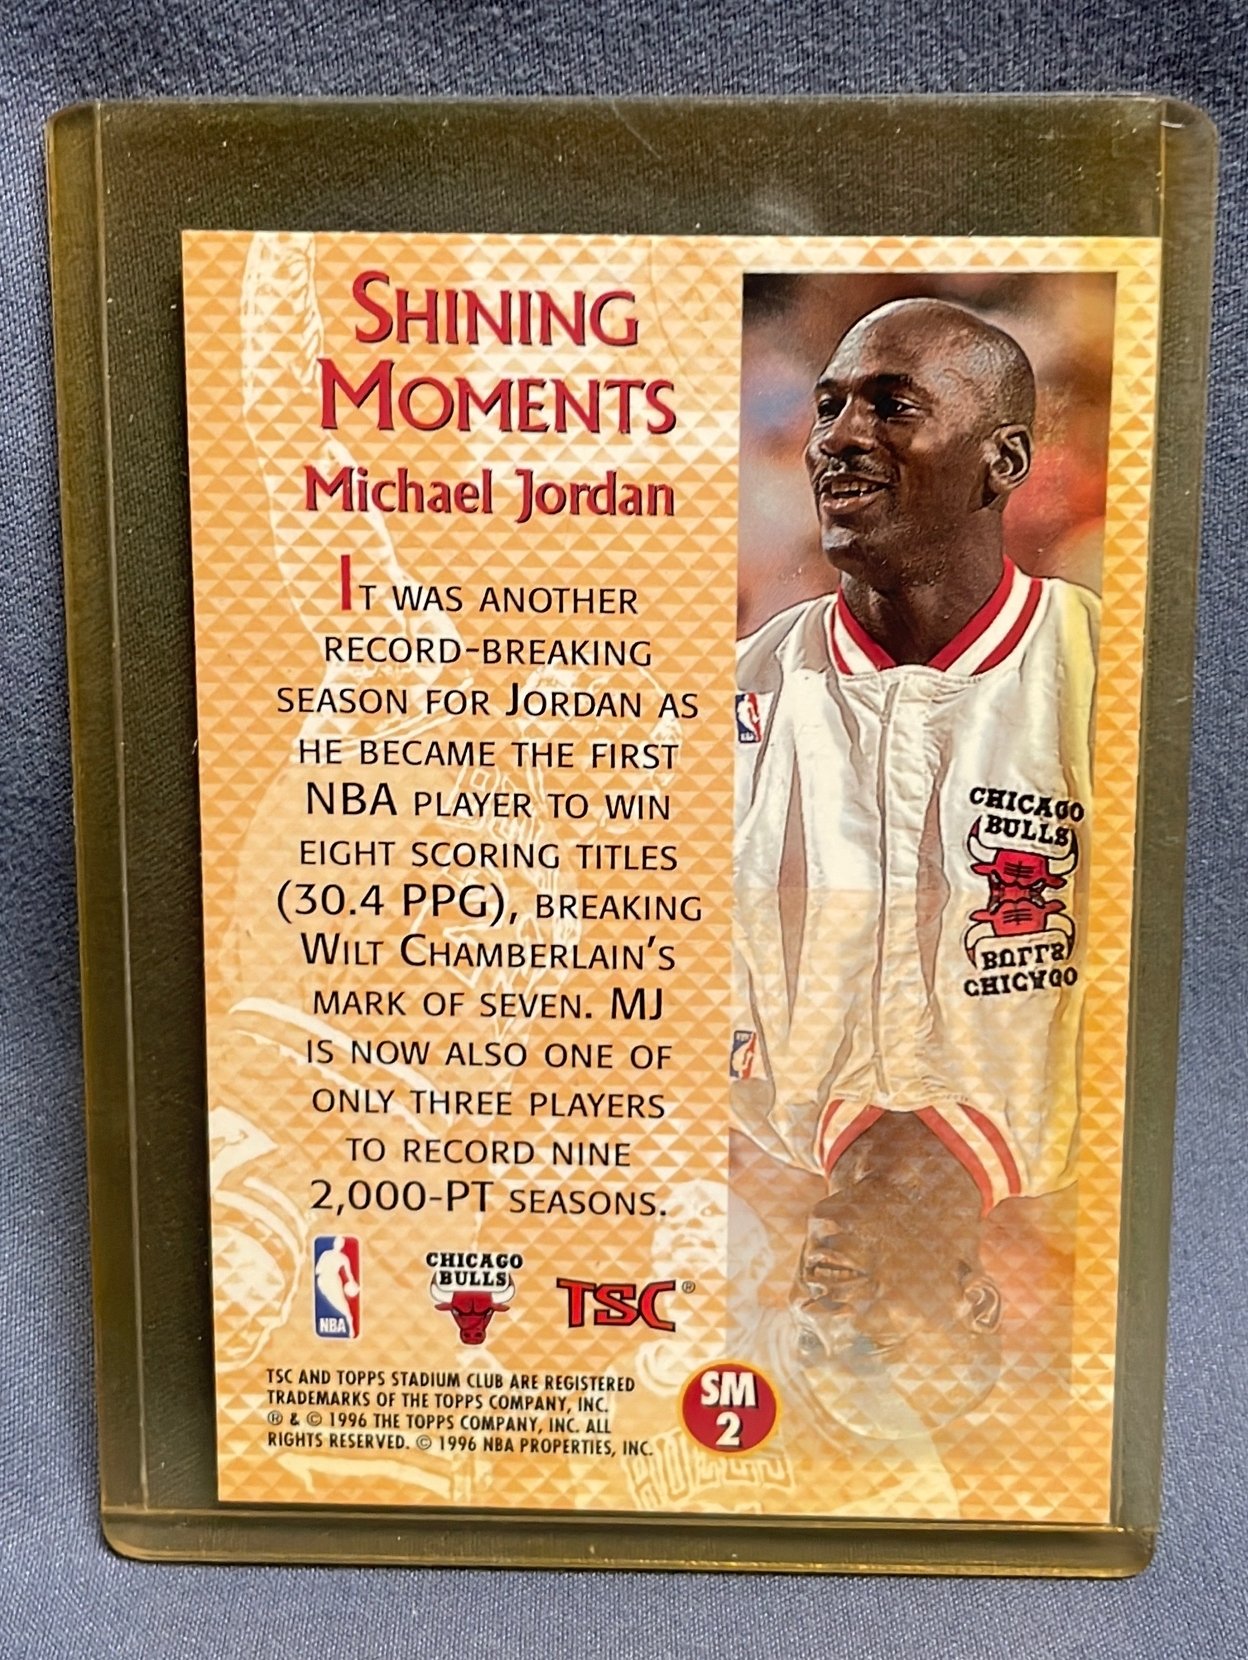 SHINING
MOMENTS
Michael Jordan
IT WAS ANOTHER
RECORD-BREAKING
SEASON FOR JORDAN AS
HE BECAME THE FIRST
NBA PLAYER TO WIN
EIGHT SCORING TITLES
(30.4 PPG), BREAKING
WILT CHAMBERLAIN'S
MARK OF SEVEN. MJ
IS NOW ALSO ONE OF
ONLY THREE PLAYERS
TO RECORD NINE
2,000-PT SEASONS.
CHICAGO
BULLS
BULLS
CHICAGO
NBA
CHICAGO
BULLS
TSC®
TSC AND TOPPS STADIUM CLUB ARE REGISTERED
TRADEMARKS OF THE TOPPS COMPANY, INC.
® & © 1996 THE TOPPS COMPANY, INC. ALL
RIGHTS RESERVED. © 1996 NBA PROPERTIES, INC.
SM
2